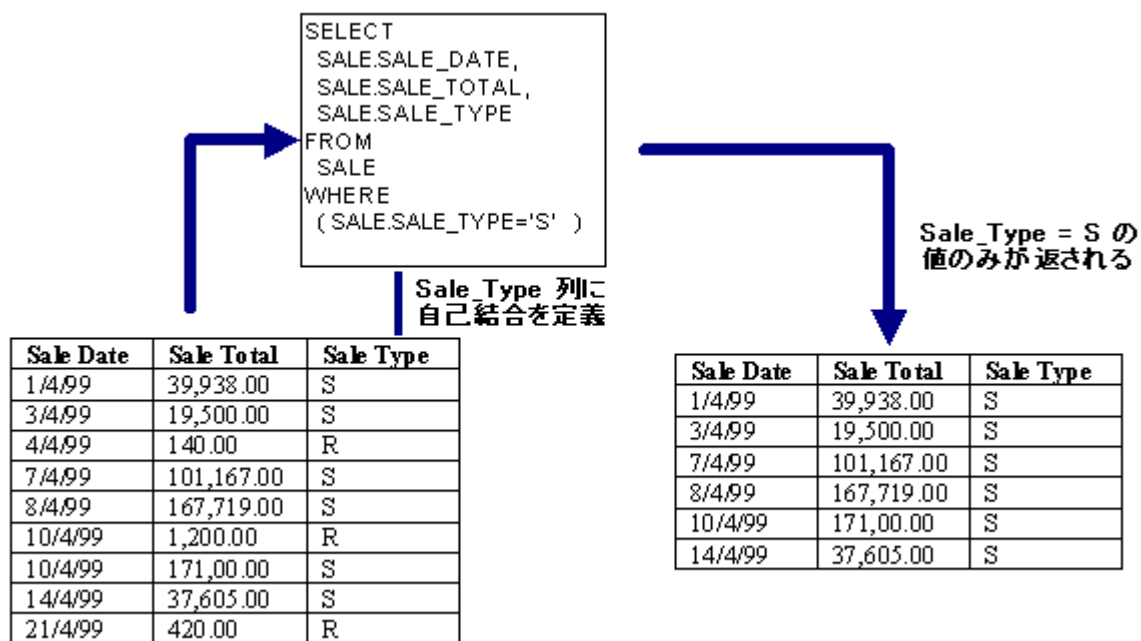 SELECT
SALE.SALE_DATE,
SALE.SALE_TOTAL,
SALE.SALE_TYPE
FROM
SALE
WHERE
( SALE.SALE_TYPE='S' )
Sale_Type = S の
値のみが返される
Sale_Type 列に
自己結合を定義
Sale Date Sale Total Sale Type
1/4/99 39,938.00 S
3/4/99 19,500.00 S
4/4/99 140.00 R
7/4/99 101,167.00 S
8/4/99 167,719.00 S
10/4/99 1,200.00 R
10/4/99 171,00.00 S
14/4/99 37,605.00 S
21/4/99 420.00 R
Sale Date Sale Total Sale Type
1/4/99 39,938.00 S
3/4/99 19,500.00 S
7/4/99 101,167.00 S
8/4/99 167,719.00 S
10/4/99 171,00.00 S
14/4/99 37,605.00 S